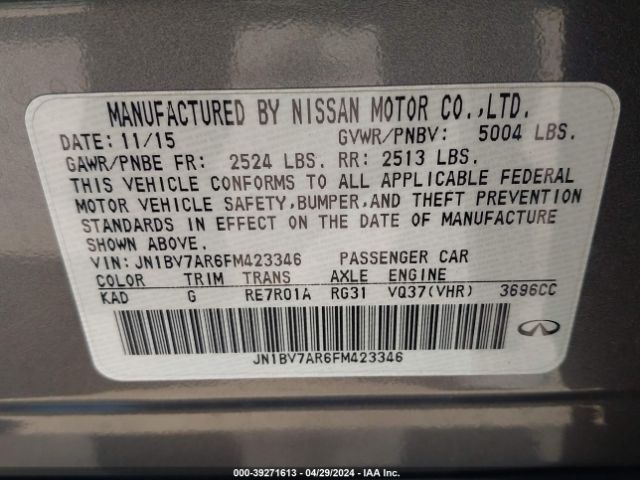 MANUFACTURED BY NISSAN MOTOR CO.,LTD.
DATE: 11/15 GVWR/PNBV: 5004 LBS.
GAWR/PNBE FR: 2524 LBS. RR: 2513 LBS.
THIS VEHICLE CONFORMS TO ALL APPLICABLE FEDERAL
MOTOR VEHICLE SAFETY,BUMPER,AND THEFT PREVENTION
STANDARDS IN EFFECT ON THE DATE OF MANUFACTURE
SHOWN ABOVE.
VIN: JN1BV7AR6FM423346 PASSENGER CAR
COLOR TRIM TRANS AXLE ENGINE
KAD G RE7R01A RG31 VQ37(VHR) 3696CC
JN1BV7AR6FM423346
000-39271613 - 04/29/2024 - IAA Inc.